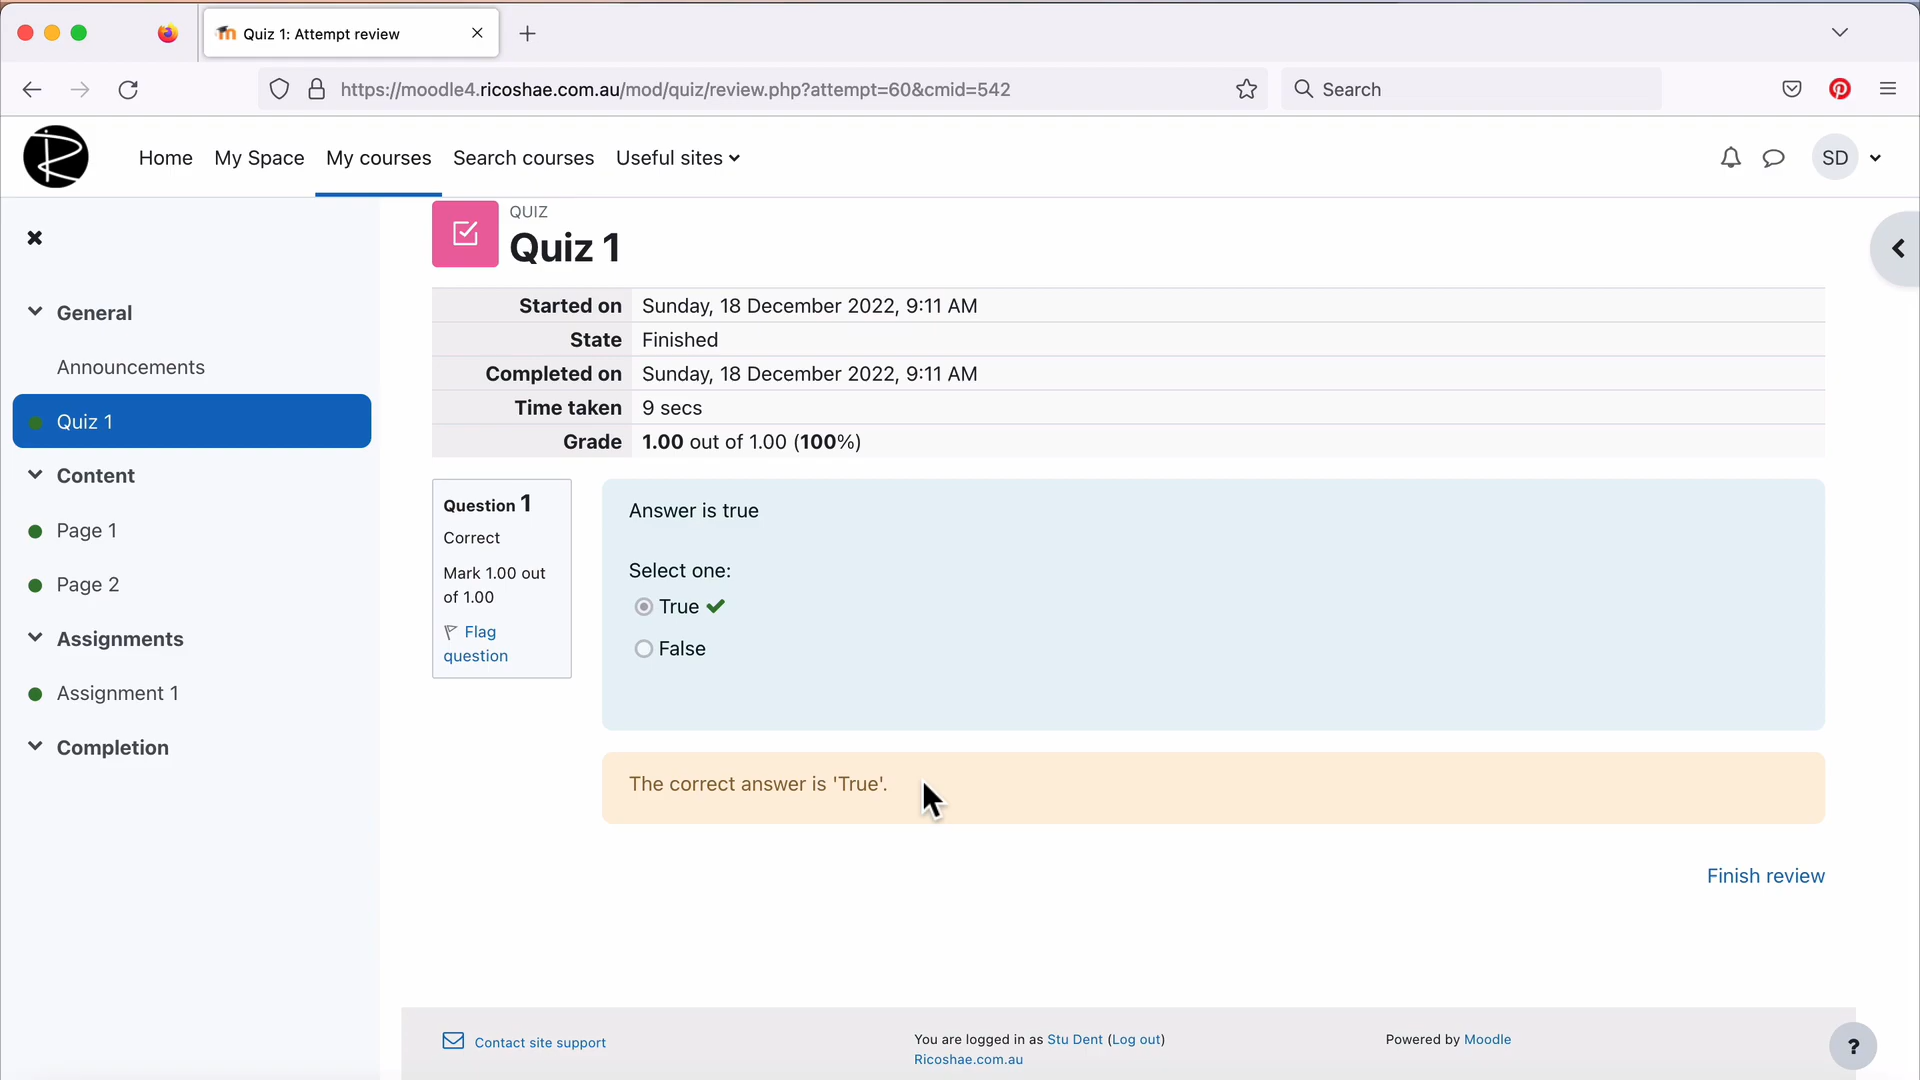 Quiz 1: Attempt review
https://moodle4.ricoshae.com.au/mod/quiz/review.php?attempt=60&cmid=542
Search
Home
My Space
My courses
Search courses
Useful sites
SD
QUIZ
Quiz 1
General
Announcements
Quiz 1
Content
Page 1
Page 2
Assignments
Assignment 1
Completion
Started on Sunday, 18 December 2022, 9:11 AM
State Finished
Completed on Sunday, 18 December 2022, 9:11 AM
Time taken 9 secs
Grade 1.00 out of 1.00 (100%)
Question 1
Correct
Mark 1.00 out
of 1.00
Flag
question
Answer is true
Select one:
True
False
The correct answer is 'True'.
Finish review
Contact site support
You are logged in as Stu Dent (Log out)
Ricoshae.com.au
Powered by Moodle
?